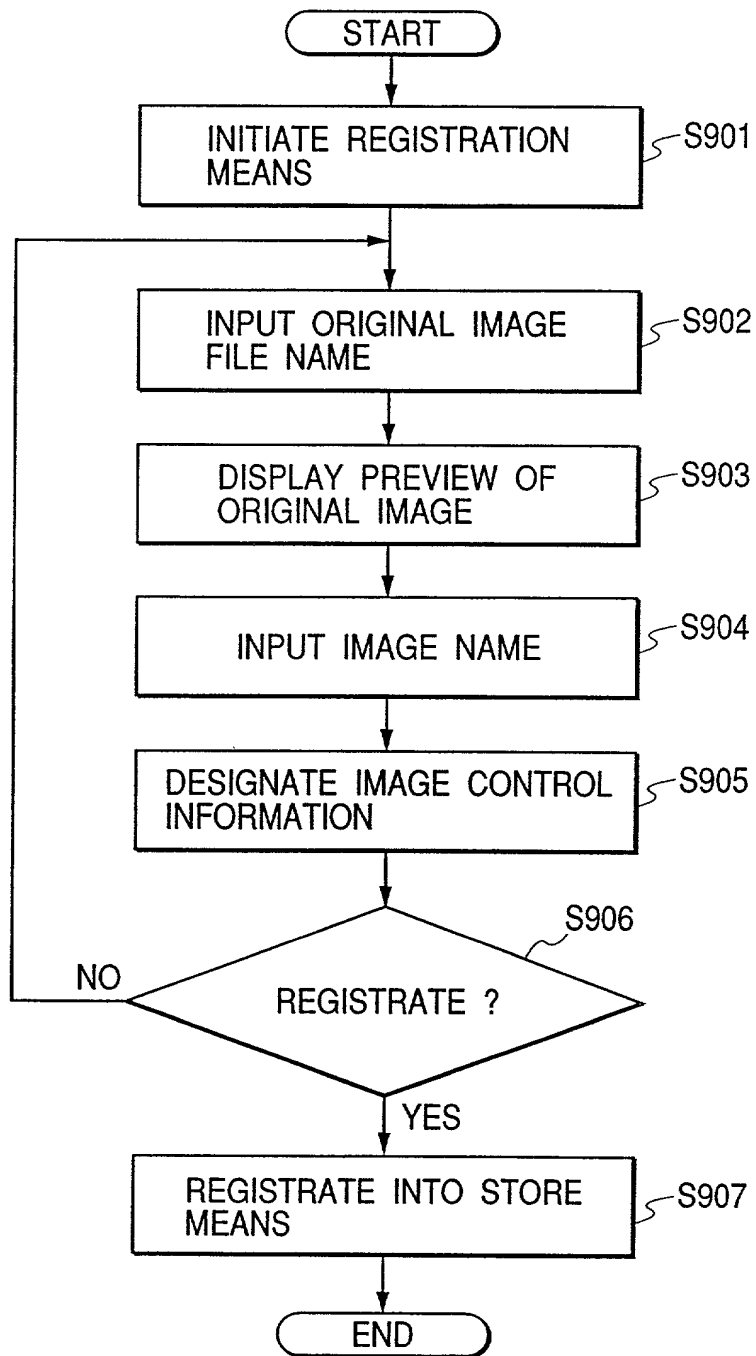 START
INITIATE REGISTRATION
MEANS
S901
INPUT ORIGINAL IMAGE
FILE NAME
S902
DISPLAY PREVIEW OF
ORIGINAL IMAGE
S903
INPUT IMAGE NAME
S904
DESIGNATE IMAGE CONTROL
INFORMATION
S905
S906
NO
REGISTRATE ?
YES
REGISTRATE INTO STORE
MEANS
S907
END